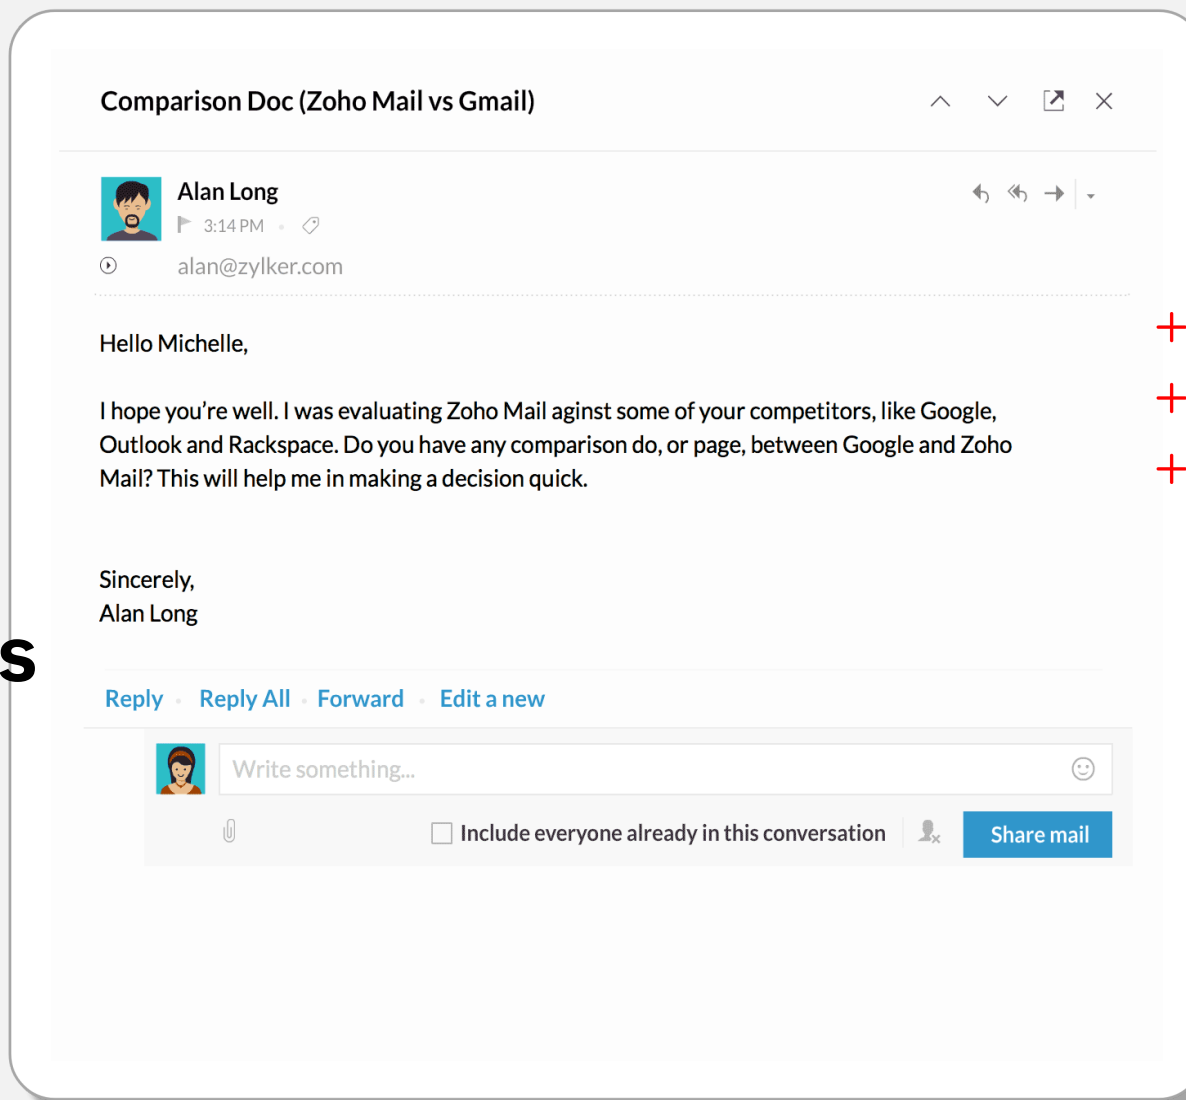 Comparison Doc (Zoho Mail vs Gmail)
Alan Long
3:14 PM
alan@zylker.com
Hello Michelle,
I hope you’re well. I was evaluating Zoho Mail aginst some of your competitors, like Google,
Outlook and Rackspace. Do you have any comparison do, or page, between Google and Zoho
Mail? This will help me in making a decision quick.
Sincerely,
Alan Long
s
Reply Reply All Forward Edit a new
Write something...
Include everyone already in this conversation Share mail